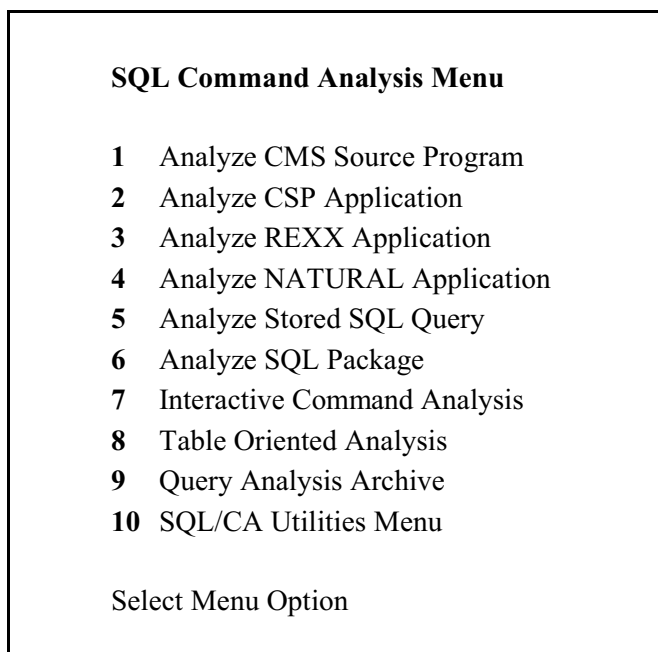 SQL Command Analysis Menu
1 Analyze CMS Source Program
2 Analyze CSP Application
3 Analyze REXX Application
4 Analyze NATURAL Application
5 Analyze Stored SQL Query
6 Analyze SQL Package
7 Interactive Command Analysis
8 Table Oriented Analysis
9 Query Analysis Archive
10 SQL/CA Utilities Menu
Select Menu Option